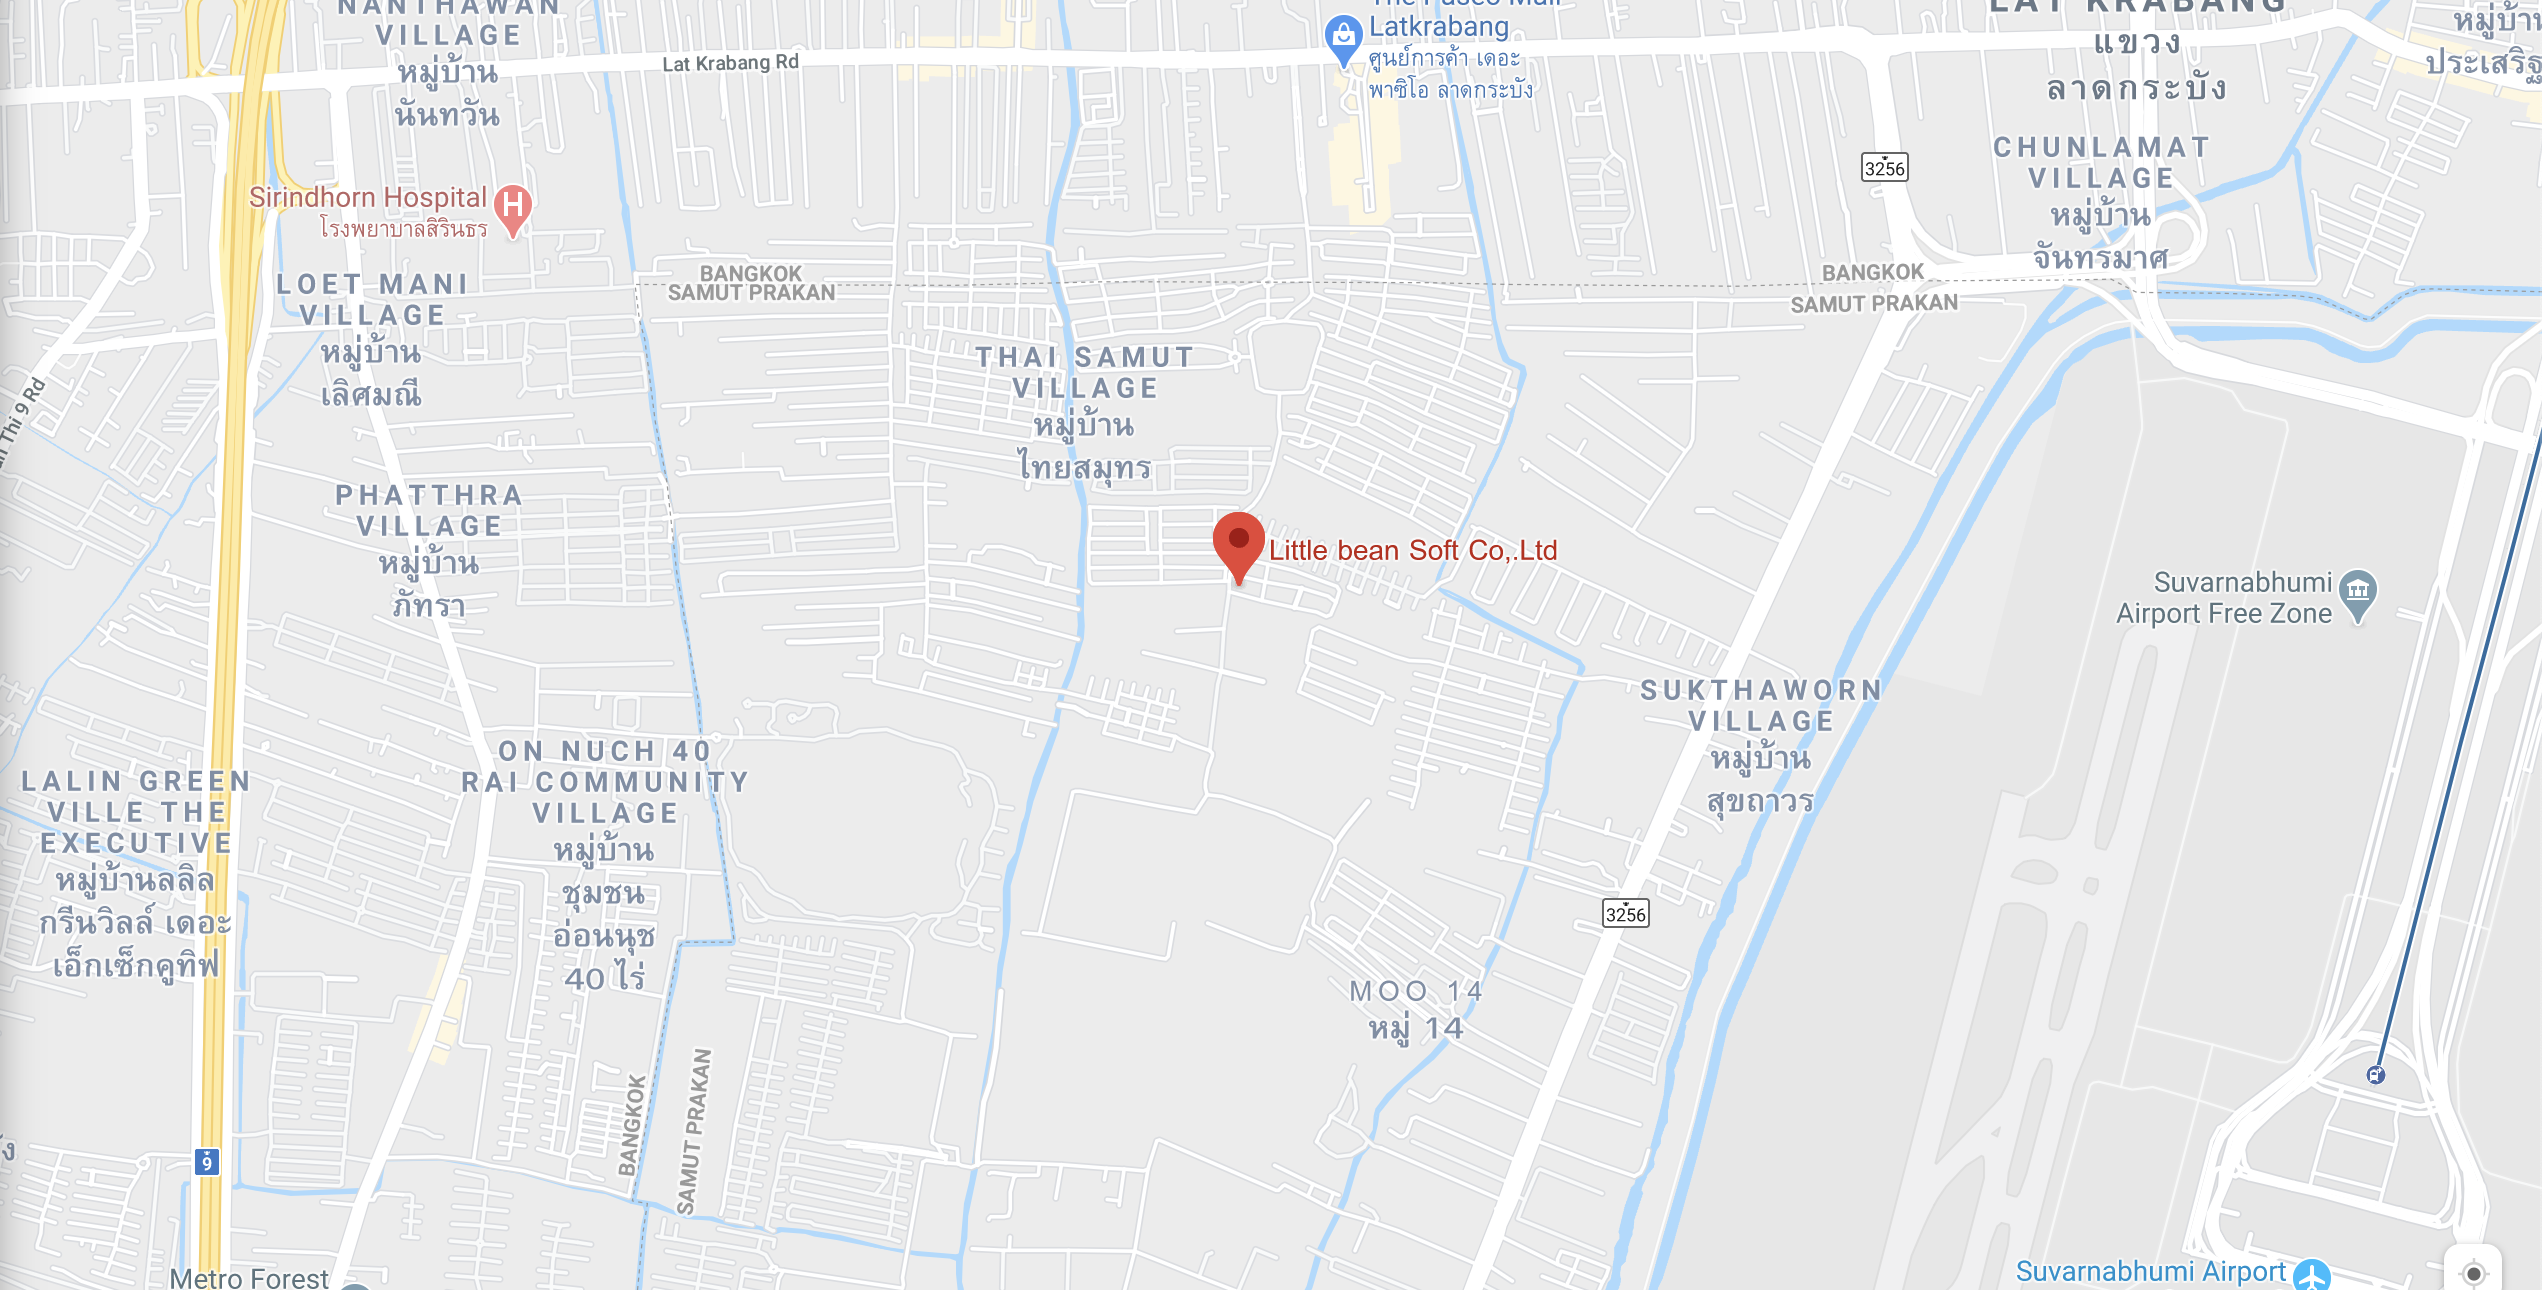 NANTHAWAN
VILLAGE
หมู่บ้าน
นันทวัน
Lat Krabang Rd
The Paseo Mall
Latkrabang
ศูนย์การค้า เดอะ
พาซิโอ ลาดกระบัง
LAT KRABANG
แขวง
ลาดกระบัง
หมู่บ้าน
ประเสริฐ
3256
CHUNLAMAT
VILLAGE
หมู่บ้าน
จันทรมาศ
Sirindhorn Hospital
โรงพยาบาลสิรินธร
H
BANGKOK
SAMUT PRAKAN
BANGKOK
SAMUT PRAKAN
LOET MANI
VILLAGE
หมู่บ้าน
เลิศมณี
Thi 9 Rd
THAI SAMUT
VILLAGE
หมู่บ้าน
ไทยสมุทร
PHATTHRA
VILLAGE
หมู่บ้าน
ภัทรา
Little bean Soft Co,.Ltd
Suvarnabhumi
Airport Free Zone
SUKTHAWORN
VILLAGE
หมู่บ้าน
สุขถาวร
ON NUCH 40
RAI COMMUNITY
VILLAGE
หมู่บ้าน
ชุมชน
อ่อนนุช
40 ไร่
LALIN GREEN
VILLE THE
EXECUTIVE
หมู่บ้านลลิล
กรีนวิลล์ เดอะ
เอ็กเซ็กคูทิฟ
3256
MOO 14
หมู่ 14
BANGKOK
SAMUT PRAKAN
9
Metro Forest
Suvarnabhumi Airport